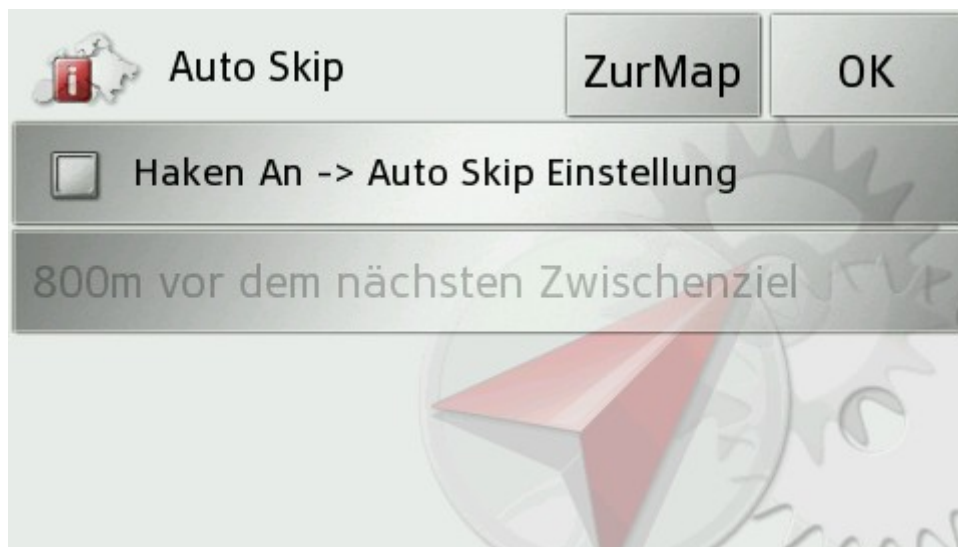 i
Auto Skip
ZurMap
OK
Haken An -> Auto Skip Einstellung
800m vor dem nächsten Zwischenziel